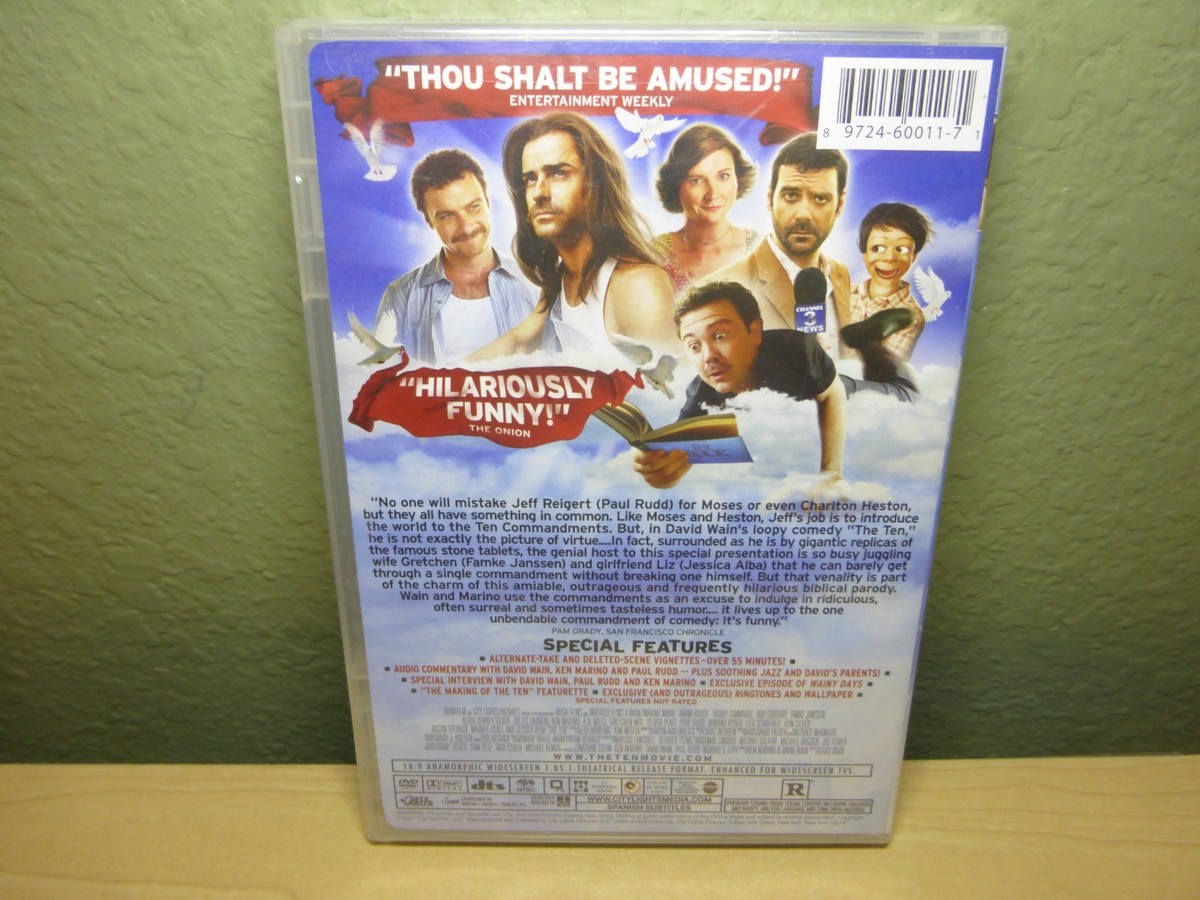 "THOU SHALT BE AMUSED!"
ENTERTAINMENT WEEKLY
8 9724-60011-7 1
CHANNEL
3
NEWS
"HILARIOUSLY
FUNNY!"
THE ONION
BOOK
"No one will mistake Jeff Reigert (Paul Rudd) for Moses or even Charlton Heston,
but they all have something in common. Like Moses and Heston, Jeff's job is to introduce
the world to the Ten Commandments. But, in David Wain's loopy comedy "The Ten,"
he is not exactly the picture of virtue....In fact, surrounded as he is by gigantic replicas of
the famous stone tablets, the genial host to this special presentation is so busy juggling
wife Gretchen (Famke Janssen) and girlfriend Liz (Jessica Alba) that he can barely get
through a single commandment without breaking one himself. But that venality is part
of the charm of this amiable, outrageous and frequently hilarious biblical parody.
Wain and Marino use the commandments as an excuse to indulge in ridiculous,
often surreal and sometimes tasteless humor.... it lives up to the one
unbendable commandment of comedy: It's funny."
PAM GRADY, SAN FRANCISCO CHRONICLE
SPECIAL FEATURES
▪ ALTERNATE-TAKE AND DELETED-SCENE VIGNETTES-OVER 55 MINUTES! ▪
▪ AUDIO COMMENTARY WITH DAVID WAIN, KEN MARINO AND PAUL RUDD -- PLUS SOOTHING JAZZ AND DAVID'S PARENTS! ▪
▪ SPECIAL INTERVIEW WITH DAVID WAIN, PAUL RUDD AND KEN MARINO ▪ EXCLUSIVE EPISODE OF WAINY DAYS ▪
▪ "THE MAKING OF THE TEN" FEATURETTE ▪ EXCLUSIVE (AND OUTRAGEOUS) RINGTONES AND WALLPAPER ▪
SPECIAL FEATURES NOT RATED
WWW.THETENMOVIE.COM
16:9 ANAMORPHIC WIDESCREEN 1.85:1 THEATRICAL RELEASE FORMAT. ENHANCED FOR WIDESCREEN TVS.
DVD
dts
NTSC
R
WWW.CITYLIGHTSMEDIA.COM
SPANISH SUBTITLES